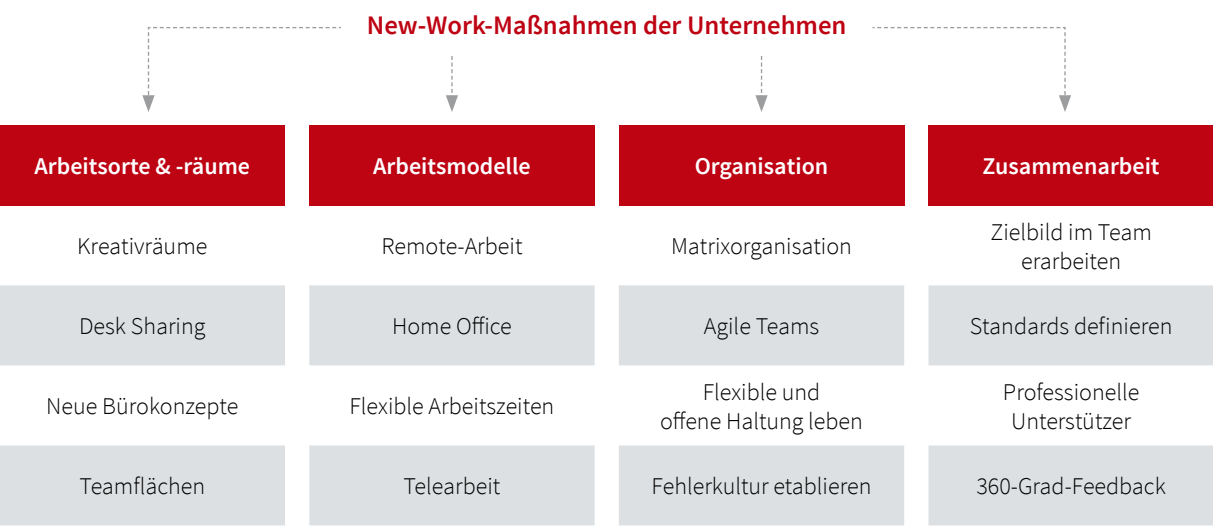 New-Work-Maßnahmen der Unternehmen
Arbeitsorte & -räume
Arbeitsmodelle
Organisation
Zusammenarbeit
Kreativräume
Remote-Arbeit
Matrixorganisation
Zielbild im Team
erarbeiten
Desk Sharing
Home Office
Agile Teams
Standards definieren
Neue Bürokonzepte
Flexible Arbeitszeiten
Flexible und
offene Haltung leben
Professionelle
Unterstützer
Teamflächen
Telearbeit
Fehlerkultur etablieren
360-Grad-Feedback